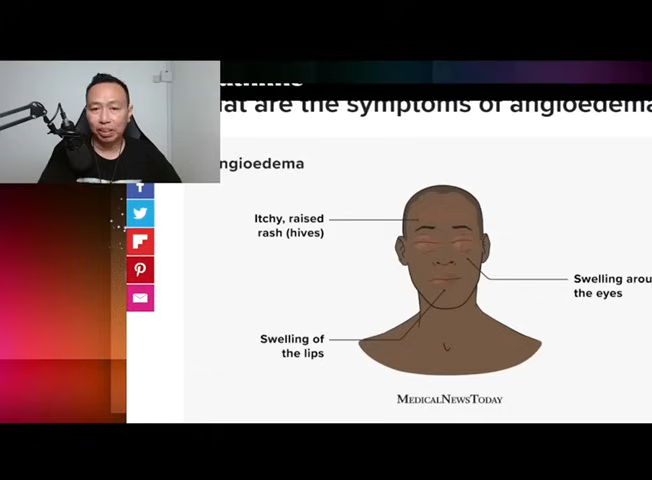 at are the symptoms of angioedema
ngioedema
Itchy, raised
rash (hives)
Swelling arou
the eyes
Swelling of
the lips
MEDICALNEWSTODAY